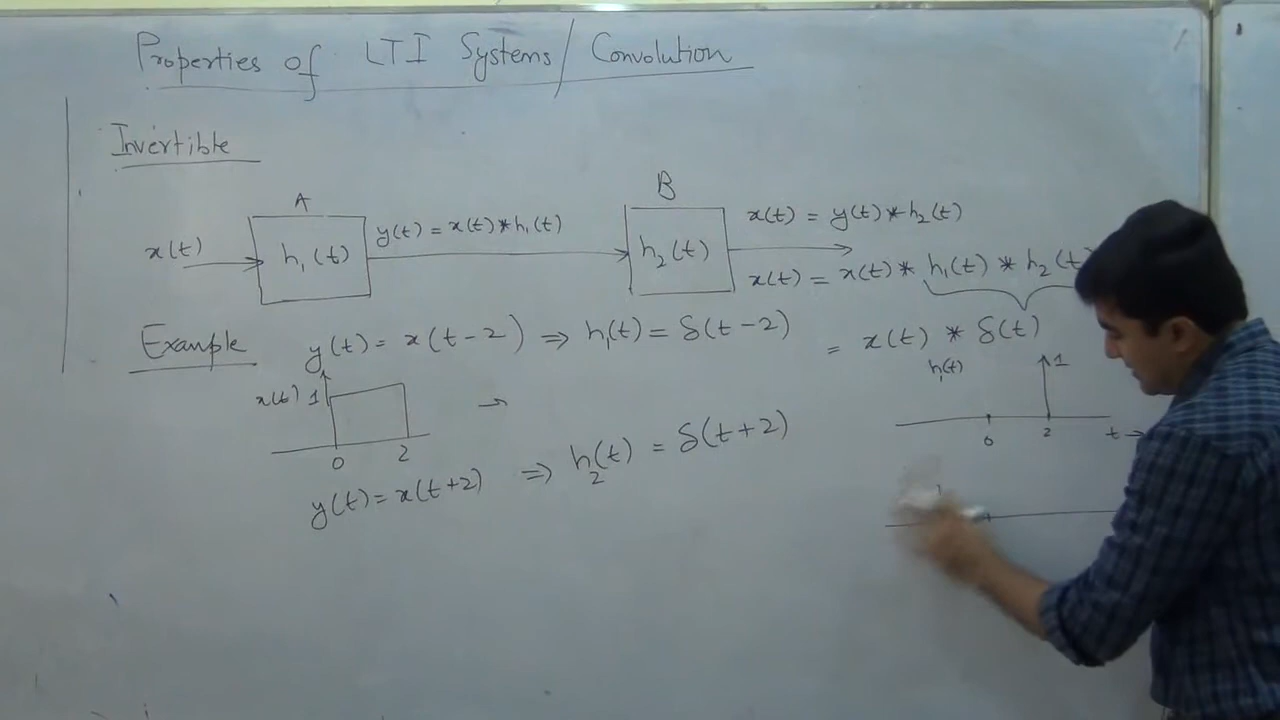 Properties of LTI Systems/Convolution
Invertible
A
B
x(t)
h₁(t)
y(t) = x(t)*h₁(t)
h₂(t)
x(t) = y(t)*h₂(t)
x(t) = x(t)* h₁(t) * h₂(t)
= x(t) * δ(t)
Example
y(t) = x(t-2) ⇒ h₁(t) = δ(t-2)
x(t)
1
0
2
h₁(t)
1
0
2
t→
y(t) = x(t+2) ⇒ h₂(t) = δ(t+2)